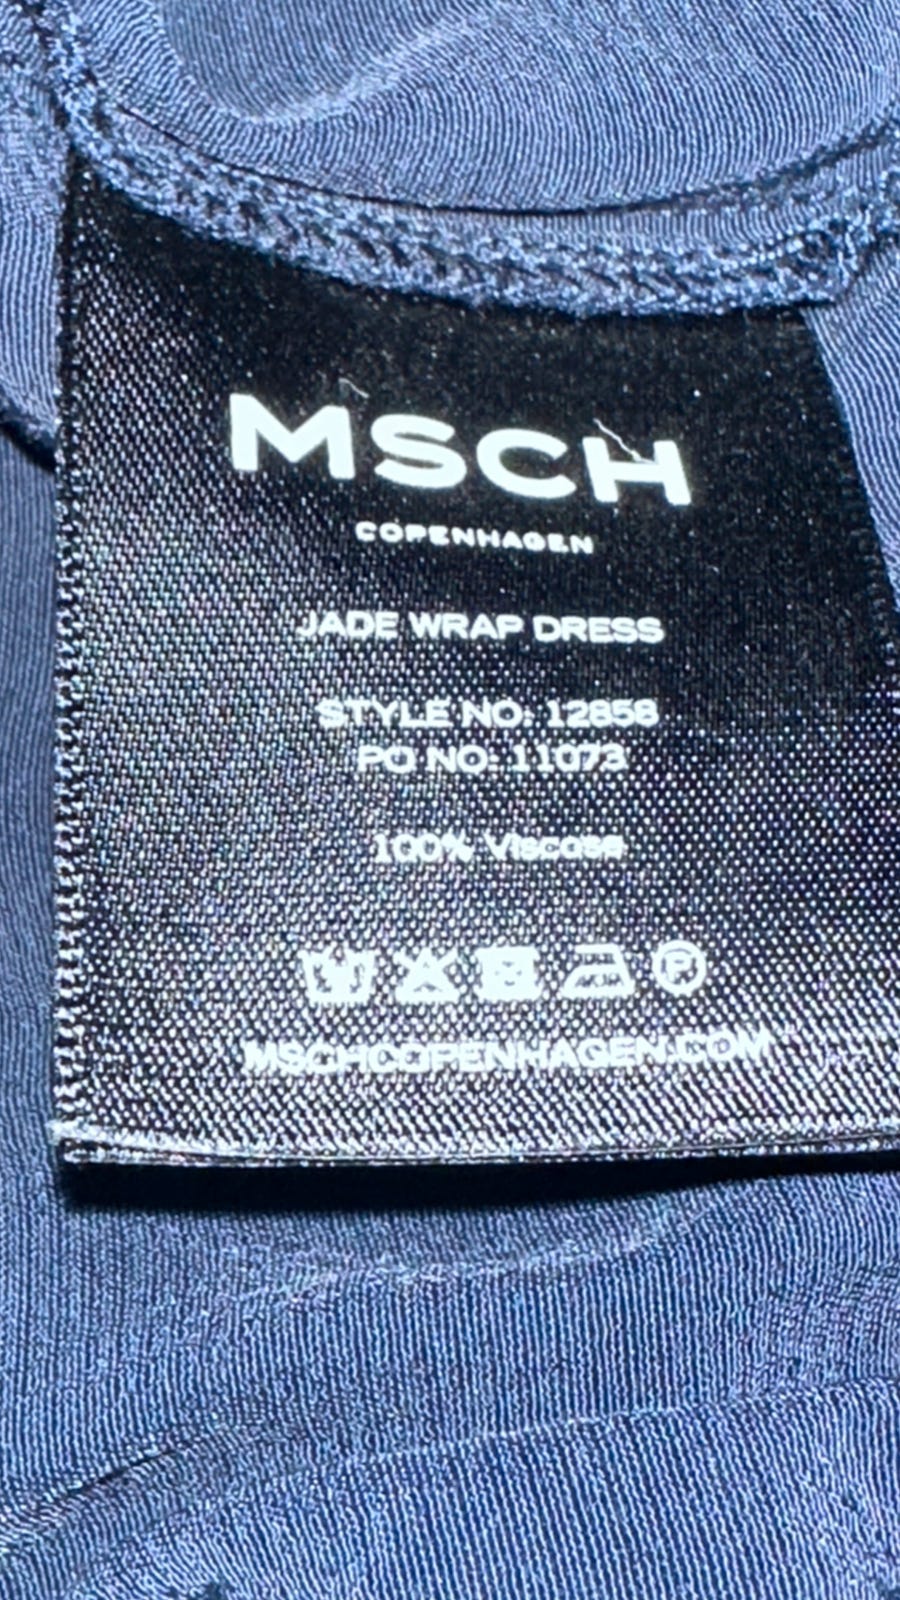 MSCH
COPENHAGEN
JADE WRAP DRESS
STYLE NO: 12858
PO NO: 11073
100% Viscose
P
MSCHCOPENHAGEN.COM